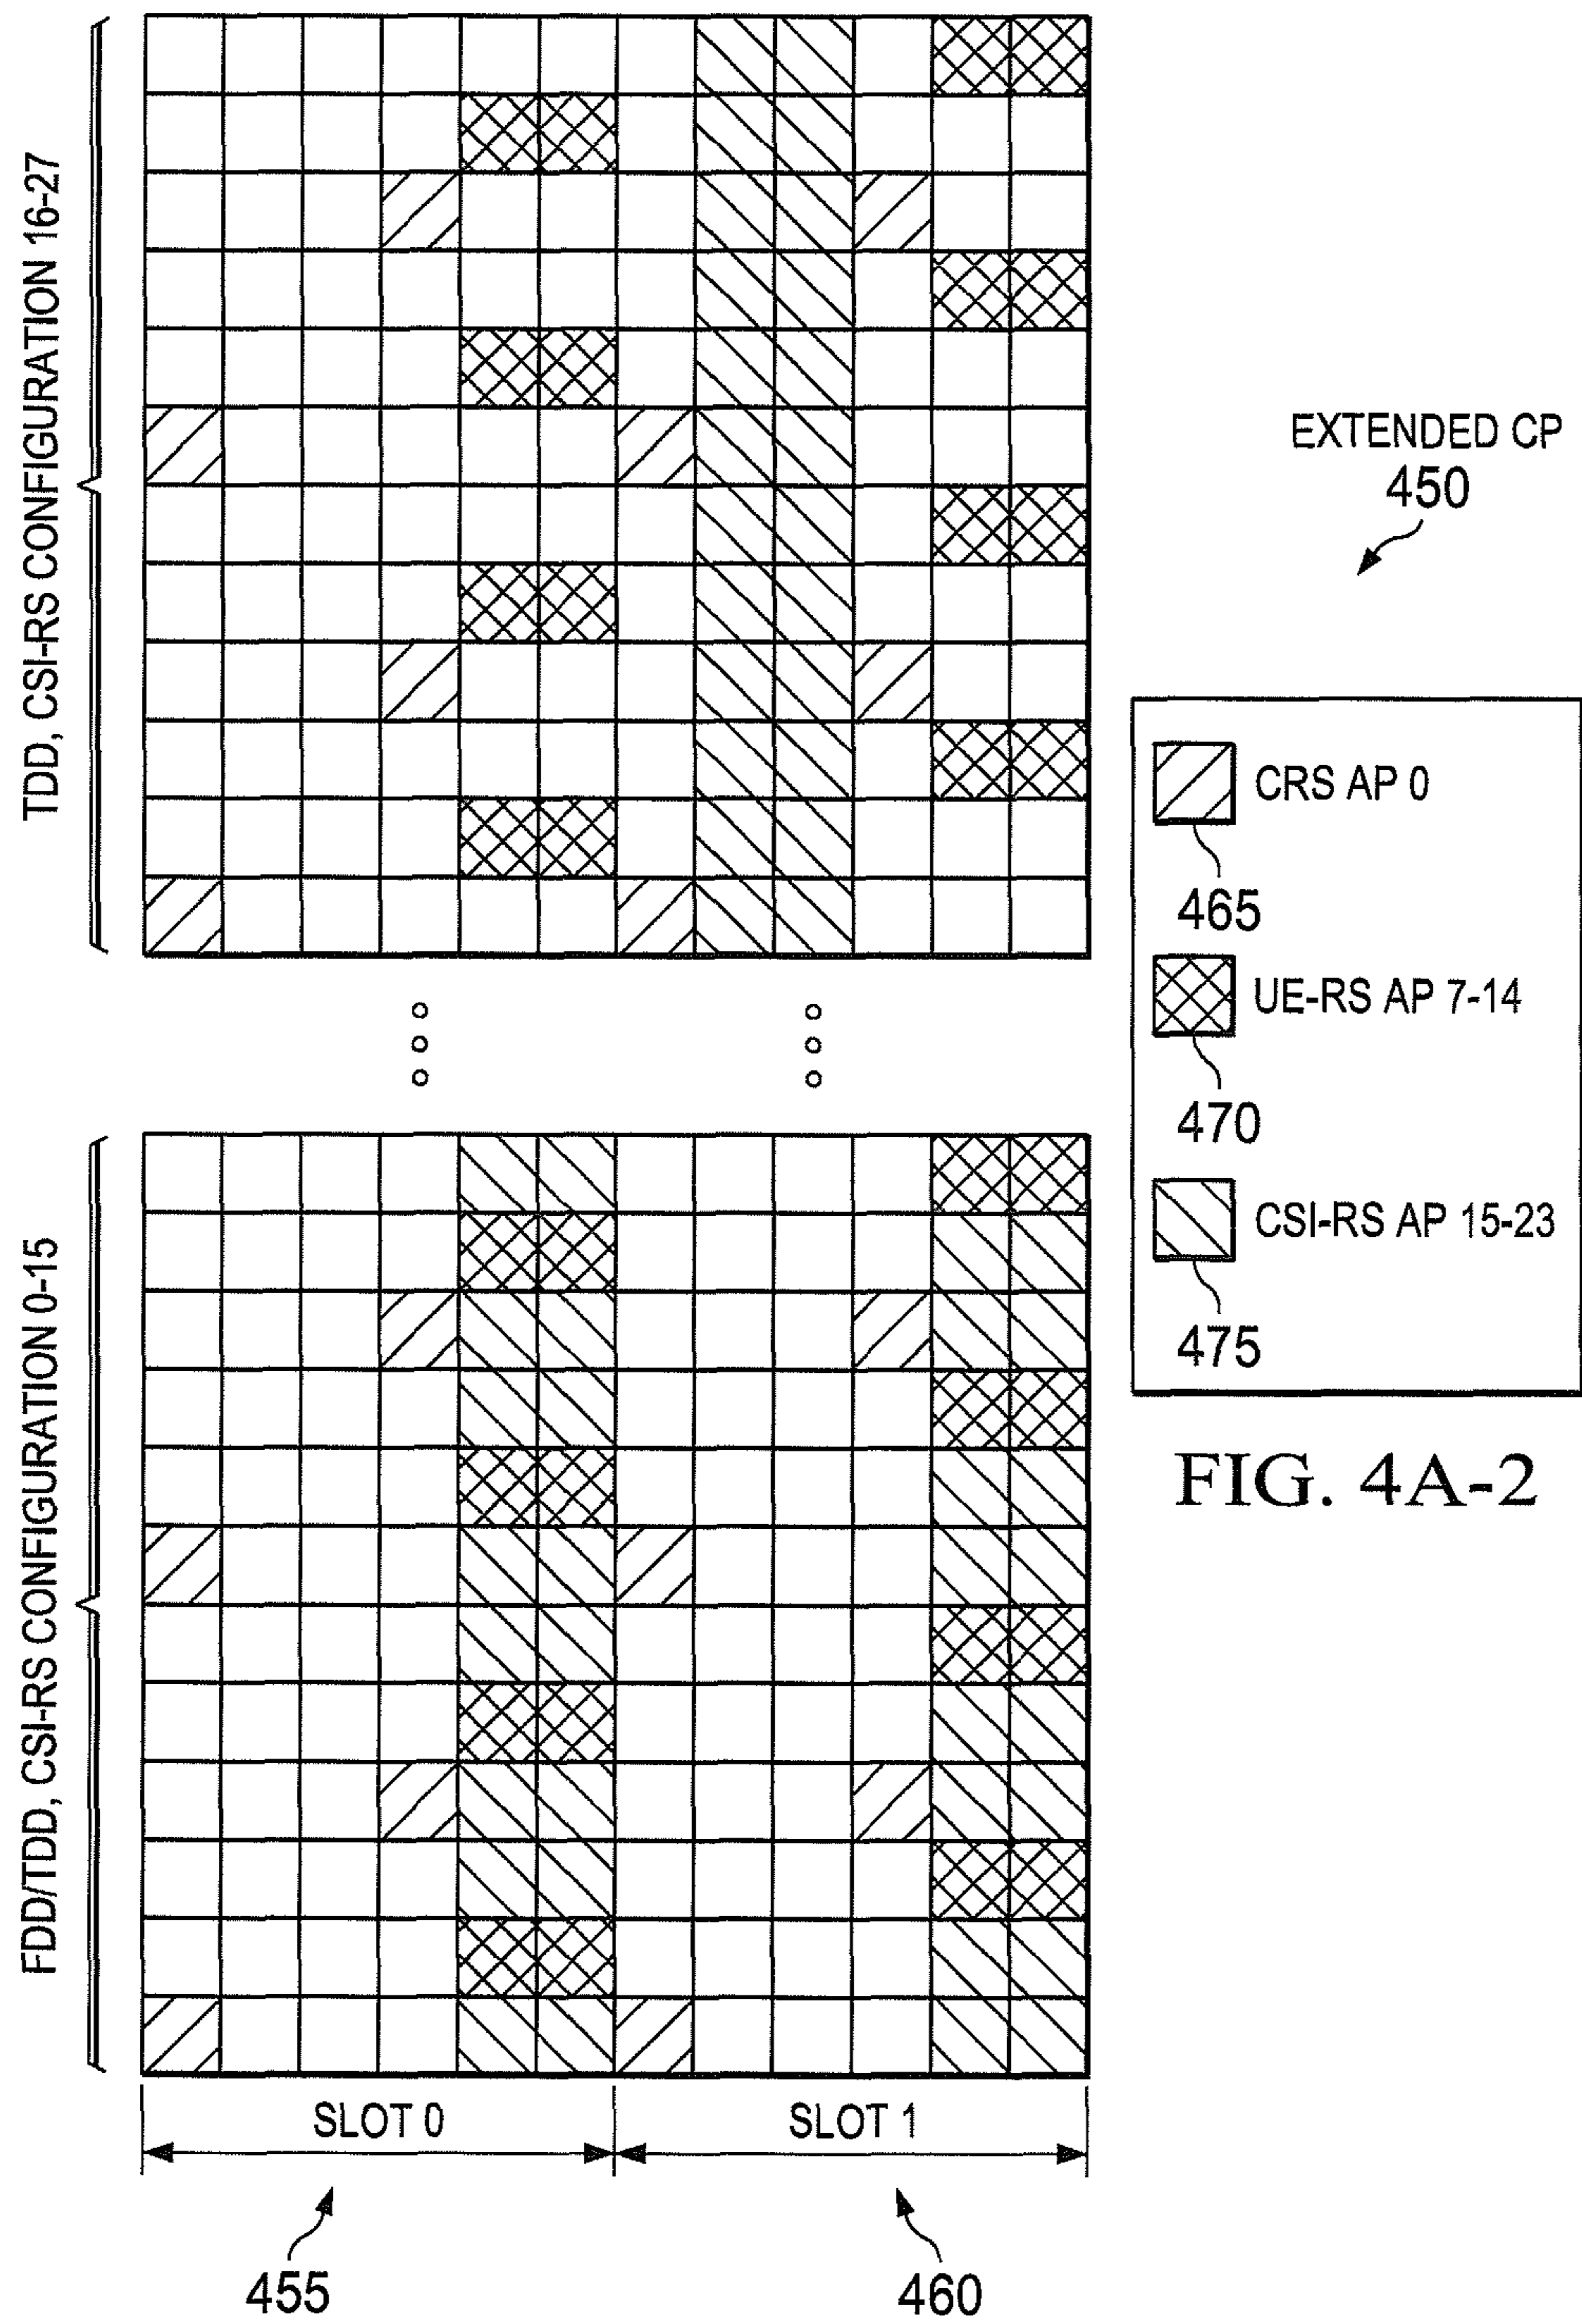 TDD, CSI-RS CONFIGURATION 16-27
EXTENDED CP
450
CRS AP 0
465
UE-RS AP 7-14
470
CSI-RS AP 15-23
475
FDD/TDD, CSI-RS CONFIGURATION 0-15
FIG. 4A-2
SLOT 0
SLOT 1
455
460